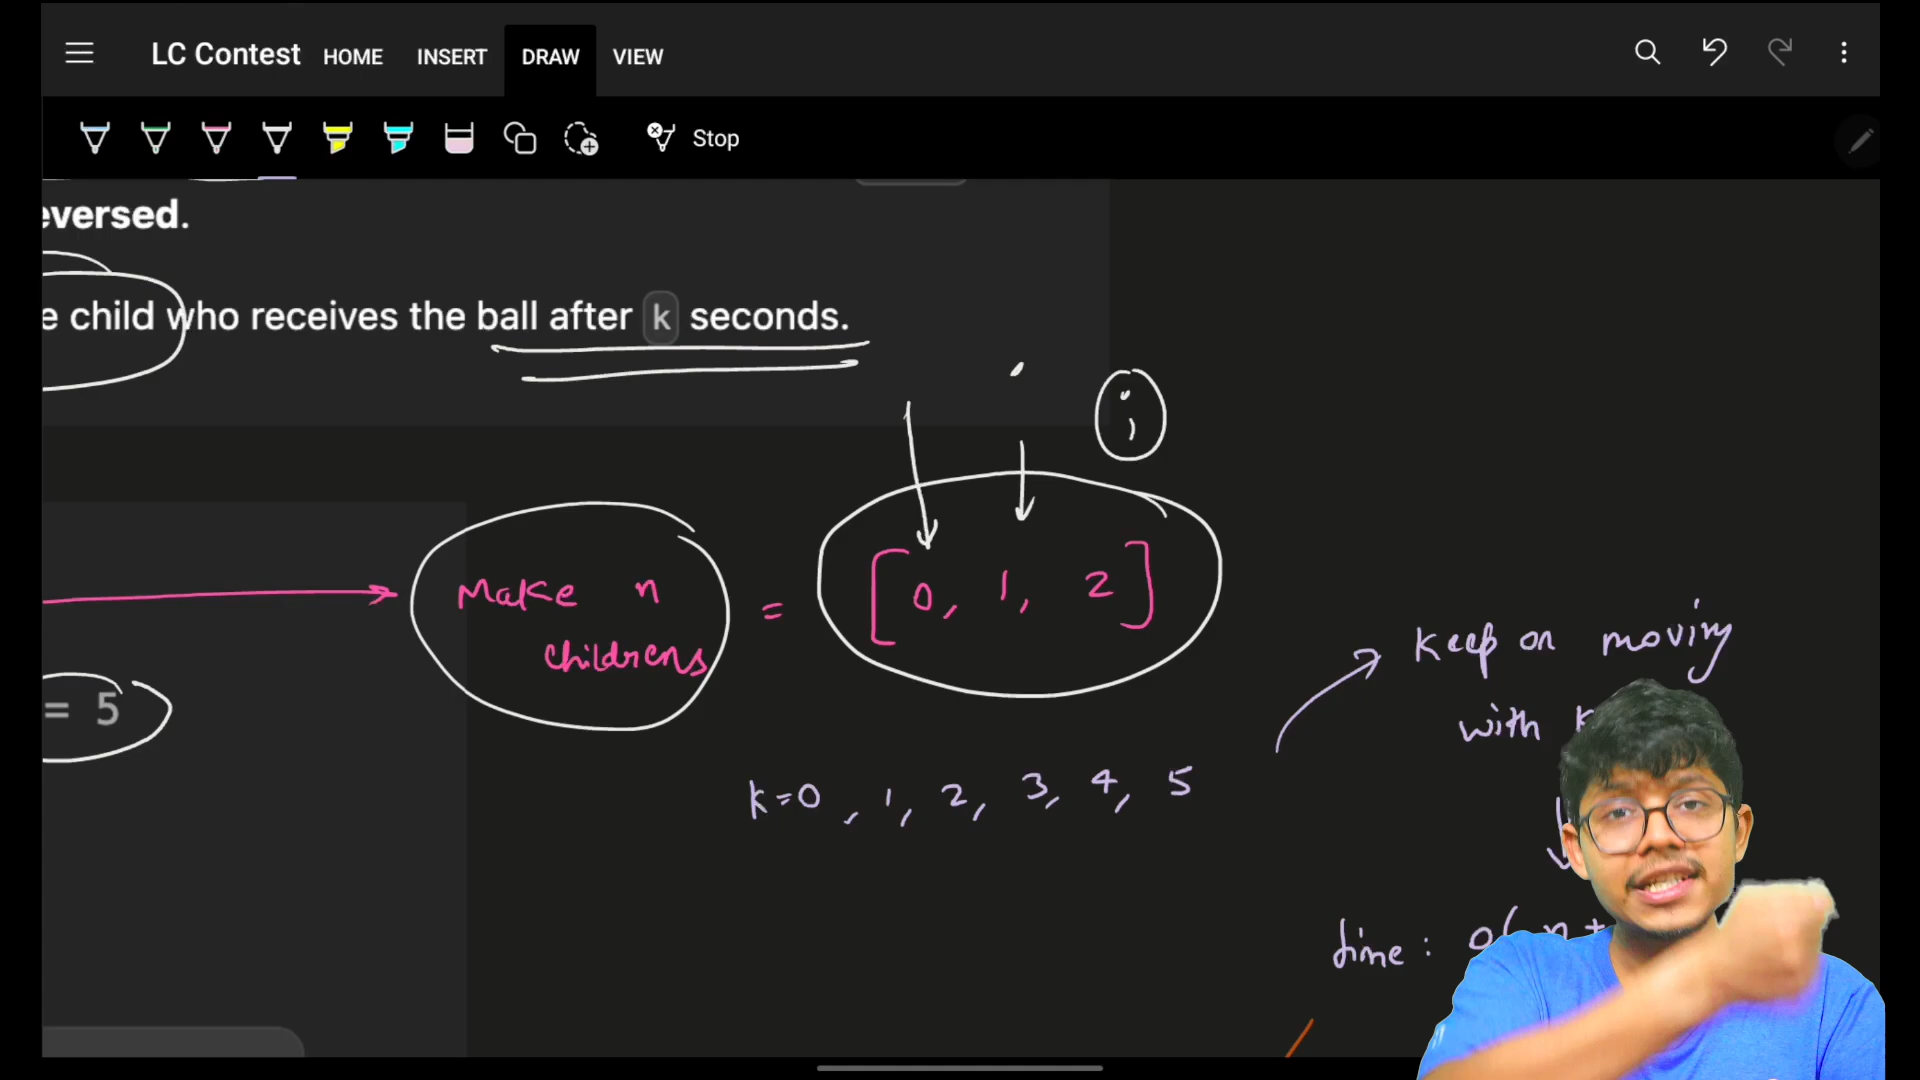 LC Contest HOME INSERT DRAW VIEW
Stop
eversed.
e child who receives the ball after k seconds.
Make n
childrens
= [0, 1, 2]
;
= 5
Keep on moving
with K
k=0, 1, 2, 3, 4, 5
time: O(n+